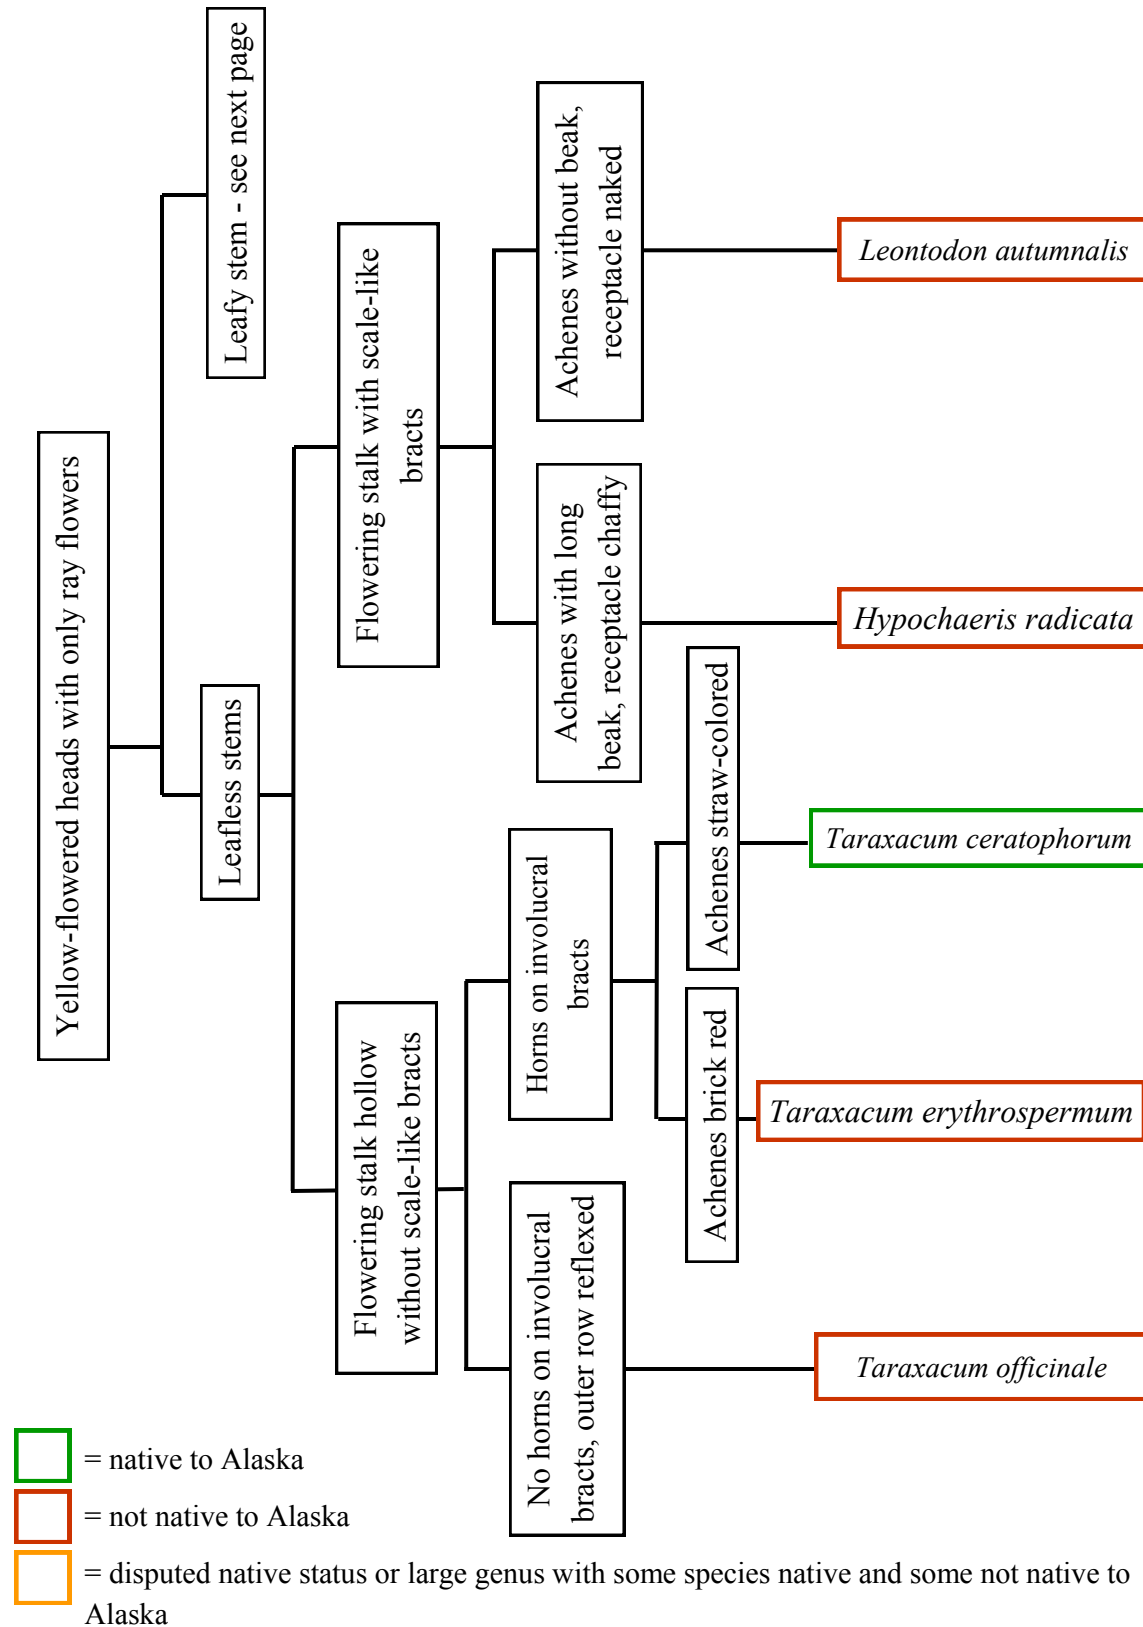 Yellow-flowered heads with only ray flowers
Leafy stem - see next page
Leafless stems
Flowering stalk with scale-like
bracts
Flowering stalk hollow
without scale-like bracts
Achenes without beak,
receptacle naked
Achenes with long
beak, receptacle chaffy
Horns on involucral
bracts
No horns on involucral
bracts, outer row reflexed
Achenes straw-colored
Achenes brick red
Leontodon autumnalis
Hypochaeris radicata
Taraxacum ceratophorum
Taraxacum erythrospermum
Taraxacum officinale
= native to Alaska
= not native to Alaska
= disputed native status or large genus with some species native and some not native to
Alaska